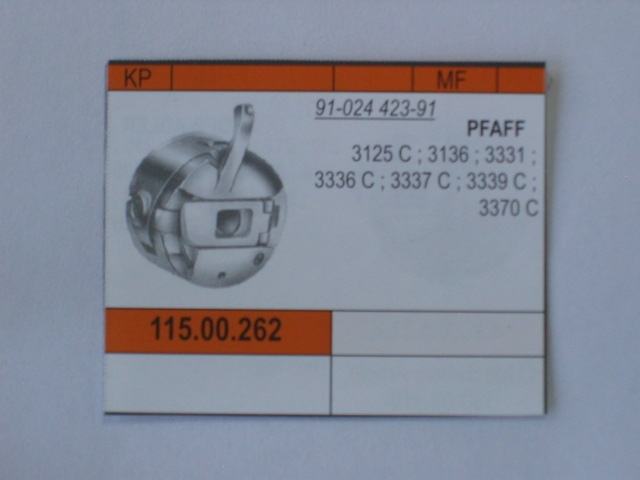 KP MF
91-024 423-91
PFAFF
3125 C ; 3136 ; 3331 ;
3336 C ; 3337 C ; 3339 C ;
3370 C
115.00.262